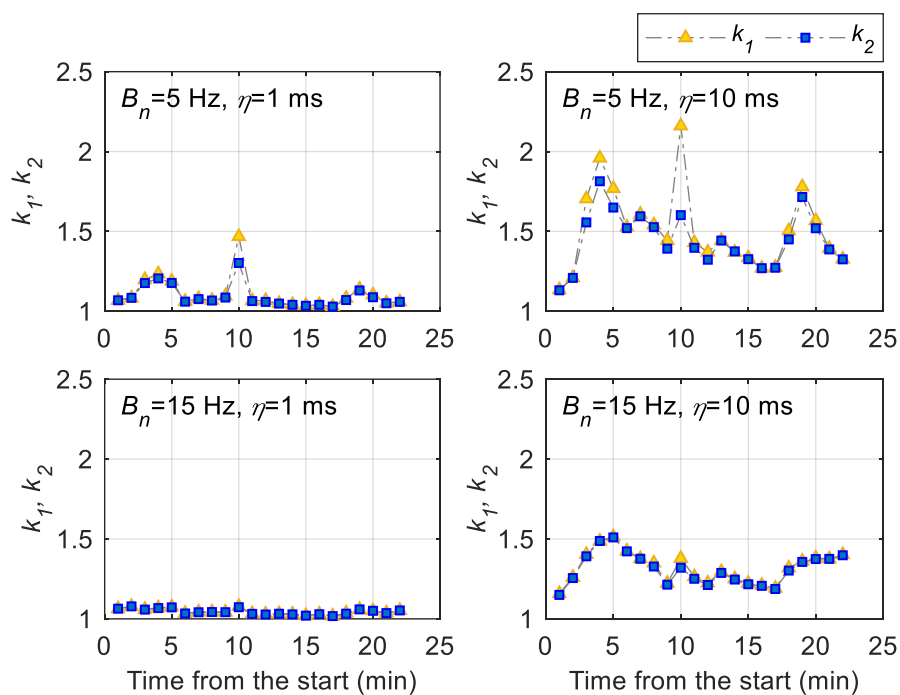 k1 k2
Bn=5 Hz, η=1 ms
2.5
2
1.5
1
k1, k2
0 5 10 15 20 25
Bn=5 Hz, η=10 ms
2.5
2
1.5
1
k1, k2
0 5 10 15 20 25
Bn=15 Hz, η=1 ms
2.5
2
1.5
1
k1, k2
0 5 10 15 20 25
Time from the start (min)
Bn=15 Hz, η=10 ms
2.5
2
1.5
1
k1, k2
0 5 10 15 20 25
Time from the start (min)